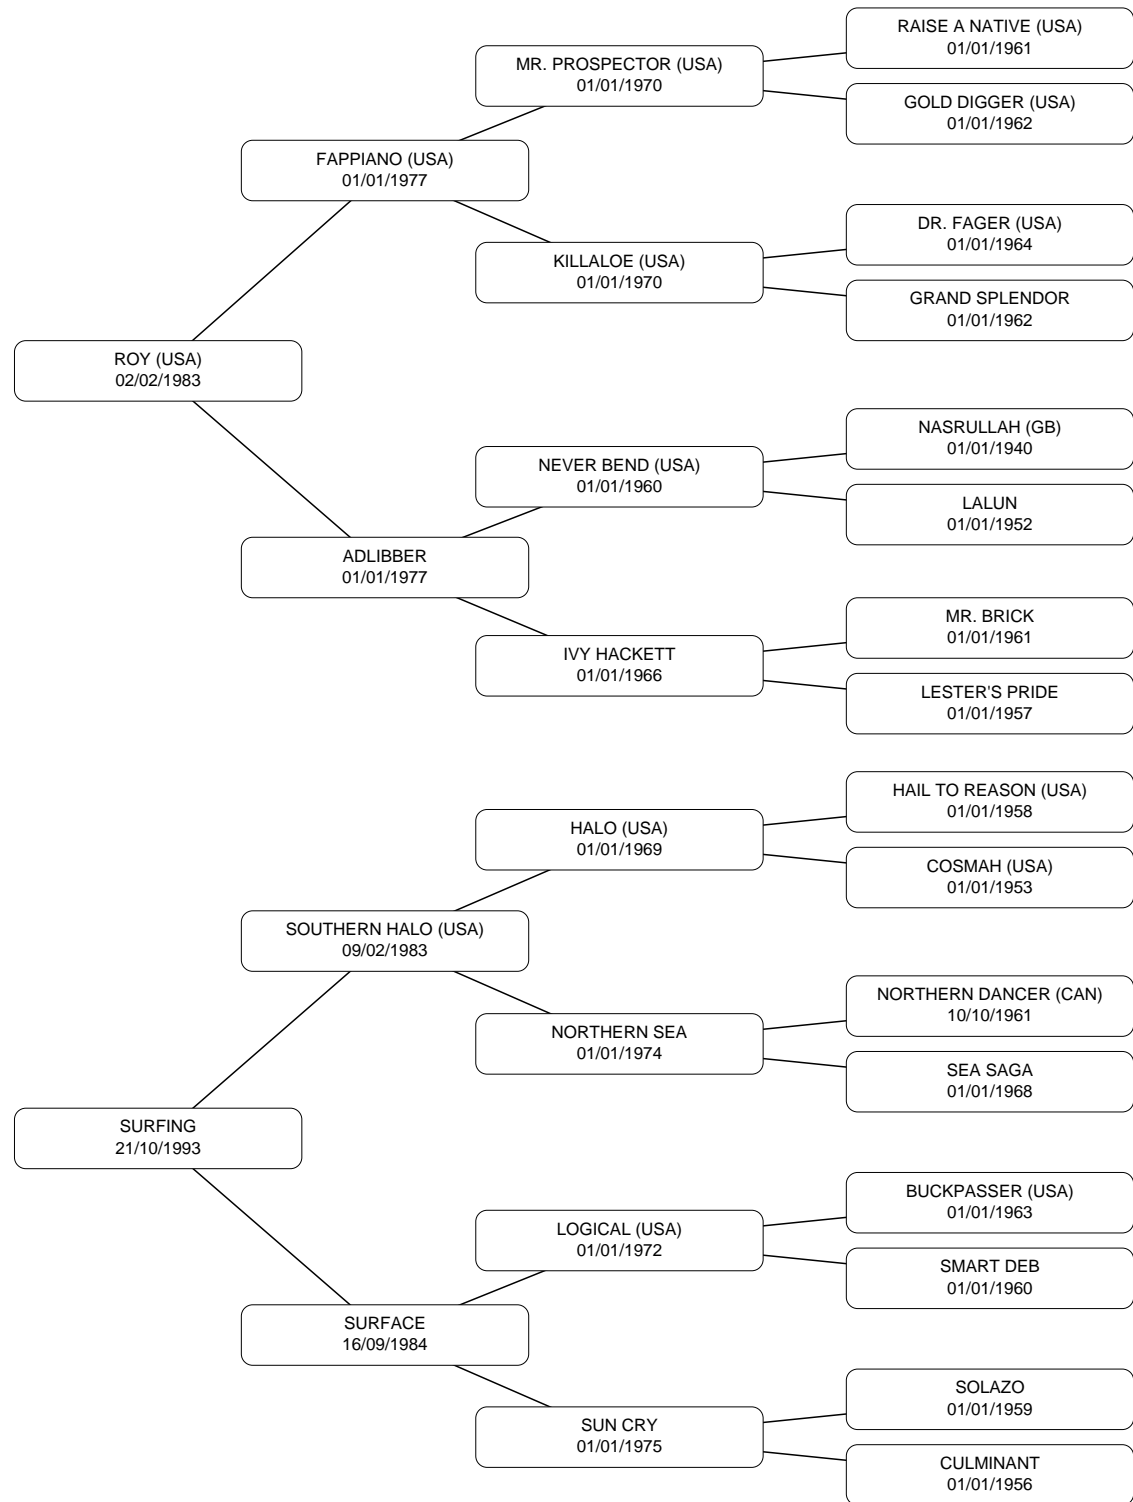 RAISE A NATIVE (USA)
01/01/1961
MR. PROSPECTOR (USA)
01/01/1970
GOLD DIGGER (USA)
01/01/1962
FAPPIANO (USA)
01/01/1977
DR. FAGER (USA)
01/01/1964
KILLALOE (USA)
01/01/1970
GRAND SPLENDOR
01/01/1962
ROY (USA)
02/02/1983
NASRULLAH (GB)
01/01/1940
NEVER BEND (USA)
01/01/1960
LALUN
01/01/1952
ADLIBBER
01/01/1977
MR. BRICK
01/01/1961
IVY HACKETT
01/01/1966
LESTER'S PRIDE
01/01/1957
HAIL TO REASON (USA)
01/01/1958
HALO (USA)
01/01/1969
COSMAH (USA)
01/01/1953
SOUTHERN HALO (USA)
09/02/1983
NORTHERN DANCER (CAN)
10/10/1961
NORTHERN SEA
01/01/1974
SEA SAGA
01/01/1968
SURFING
21/10/1993
BUCKPASSER (USA)
01/01/1963
LOGICAL (USA)
01/01/1972
SMART DEB
01/01/1960
SURFACE
16/09/1984
SOLAZO
01/01/1959
SUN CRY
01/01/1975
CULMINANT
01/01/1956